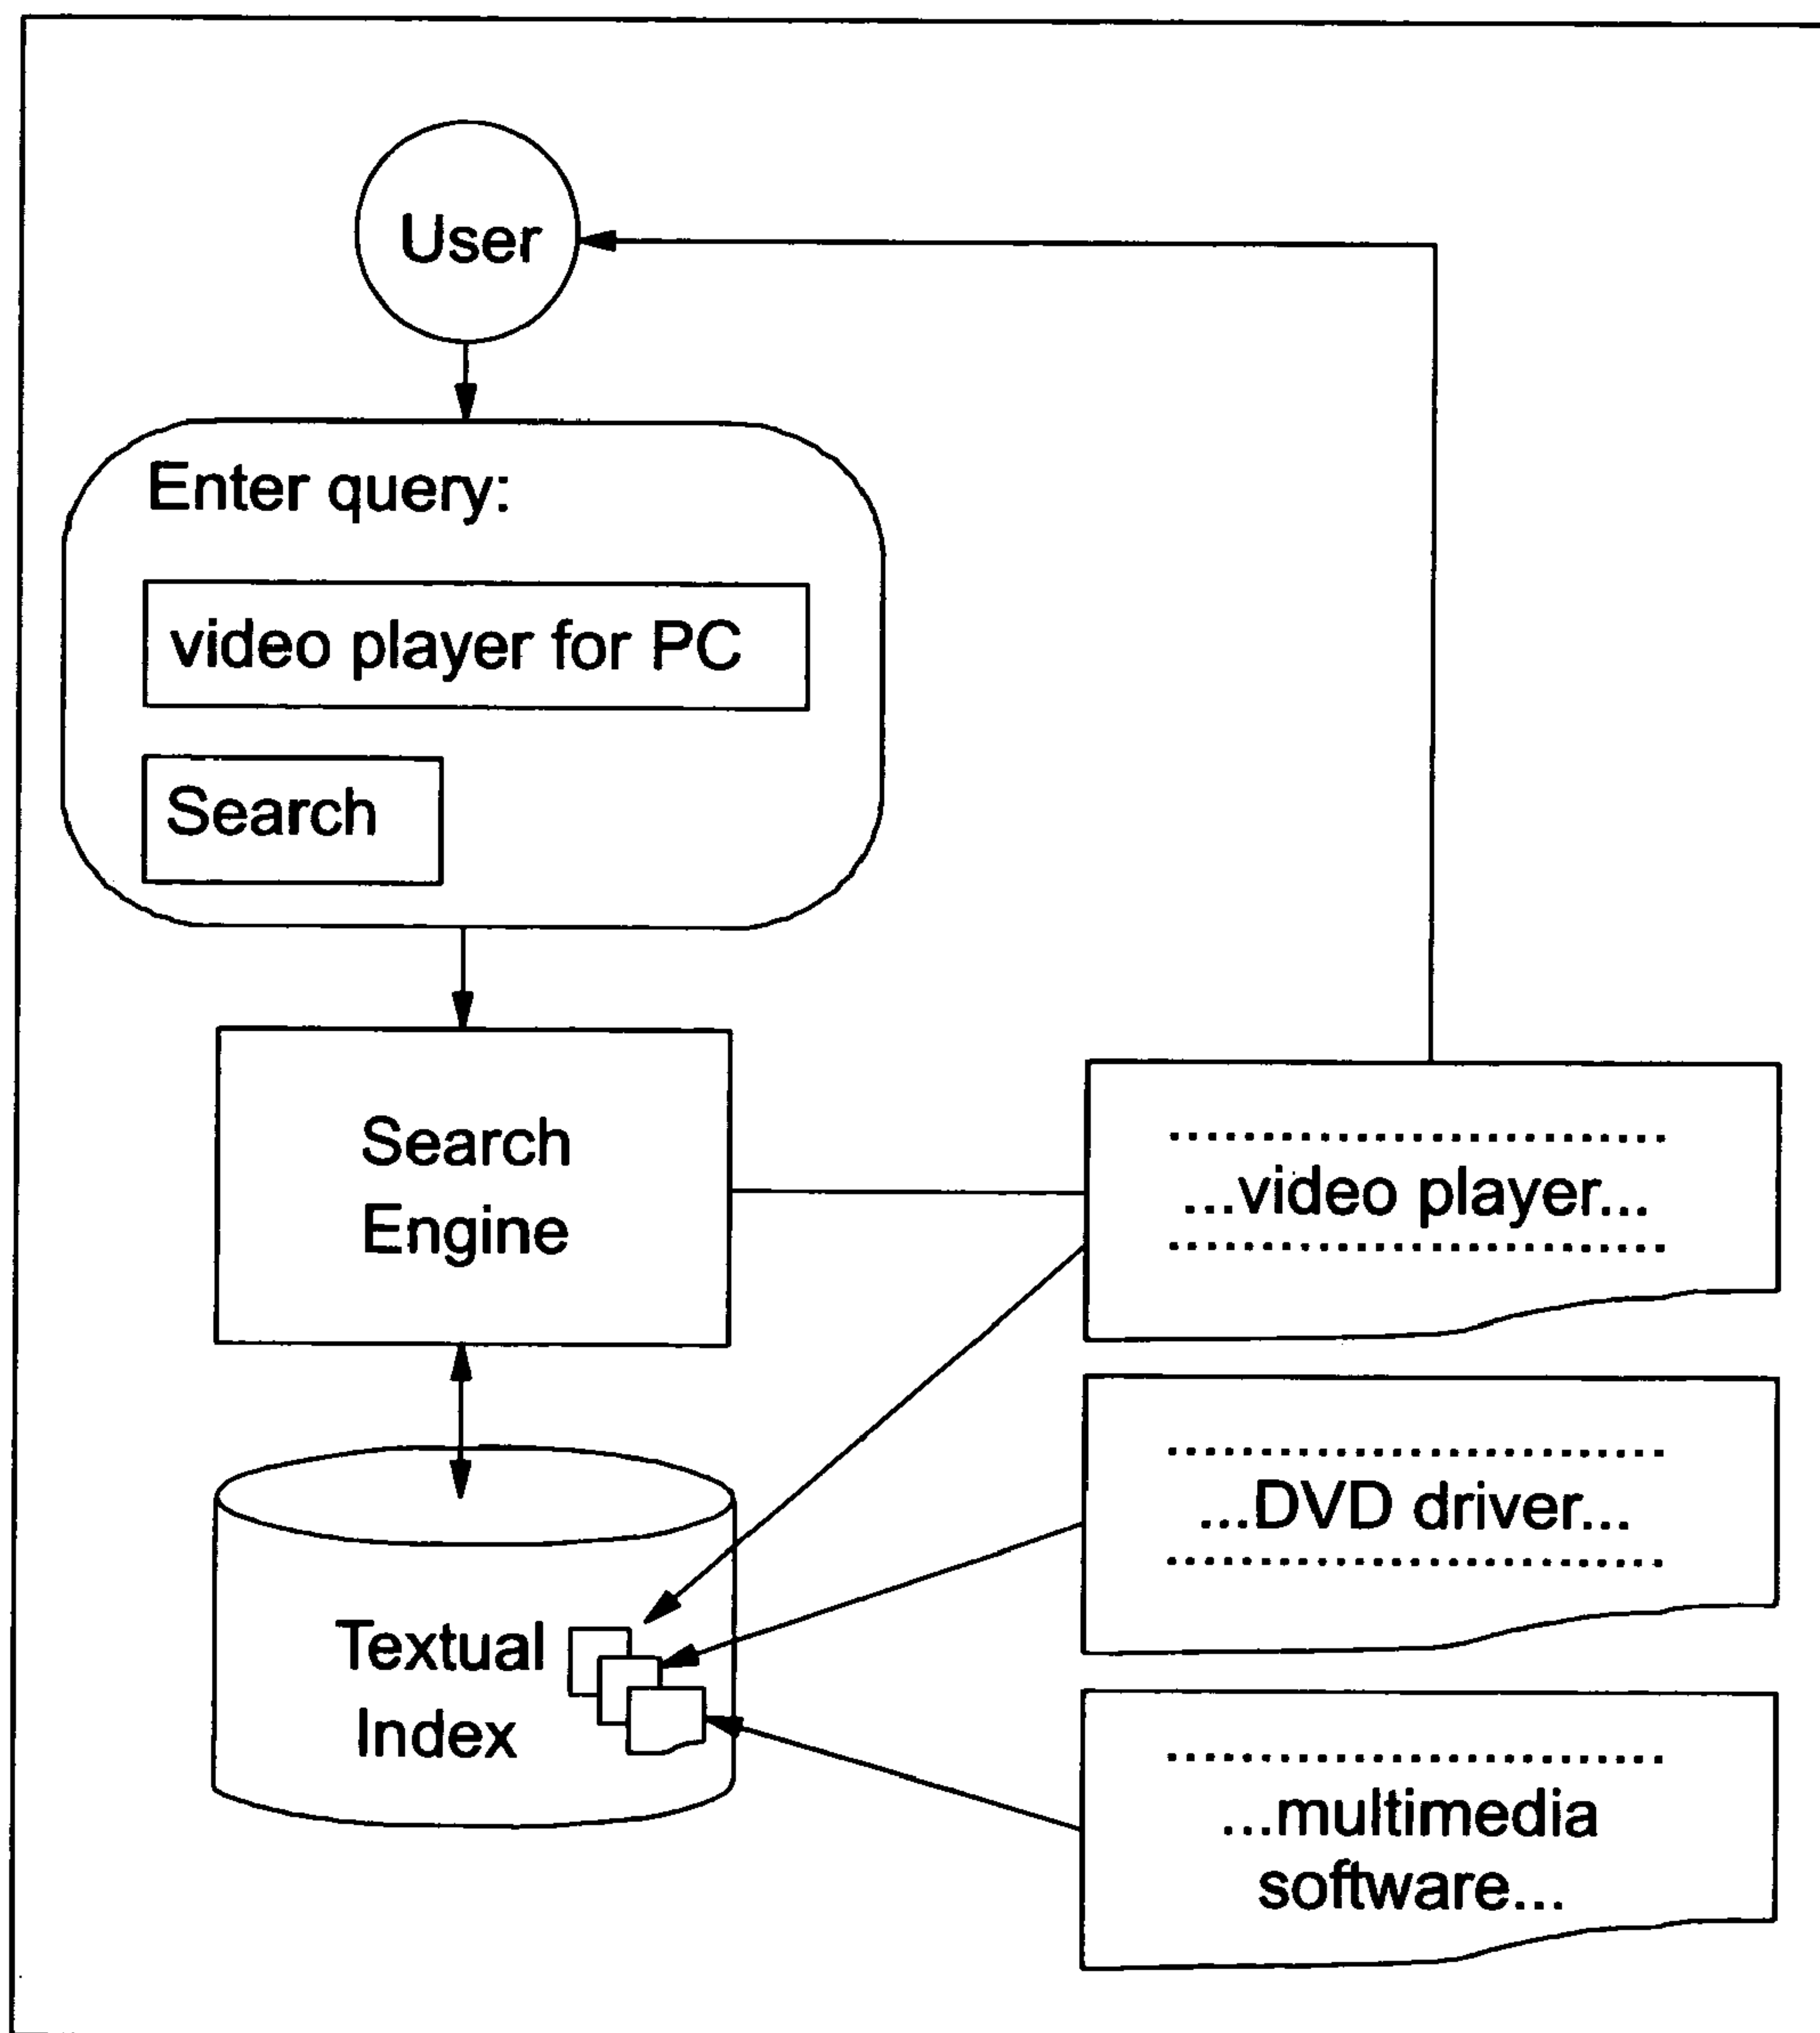 User
Enter query:
video player for PC
Search
Search
Engine
...video player...
...DVD driver...
Textual
Index
...multimedia
software...